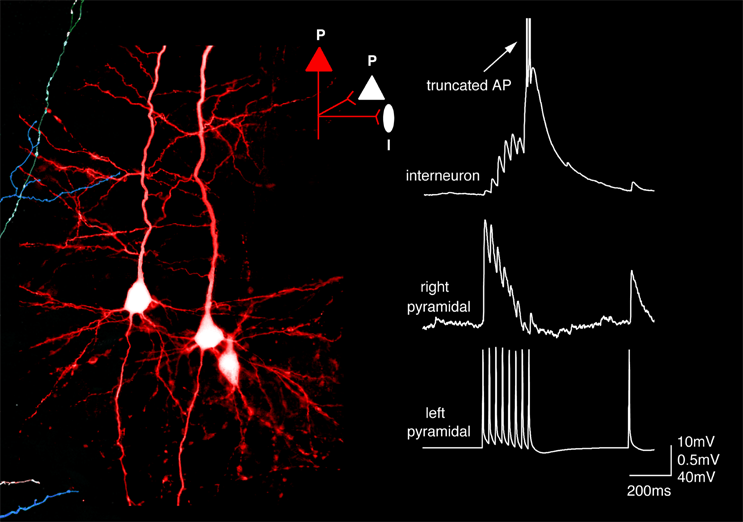 P
P
I
truncated AP
interneuron
right
pyramidal
left
pyramidal
10mV
0.5mV
40mV
200ms